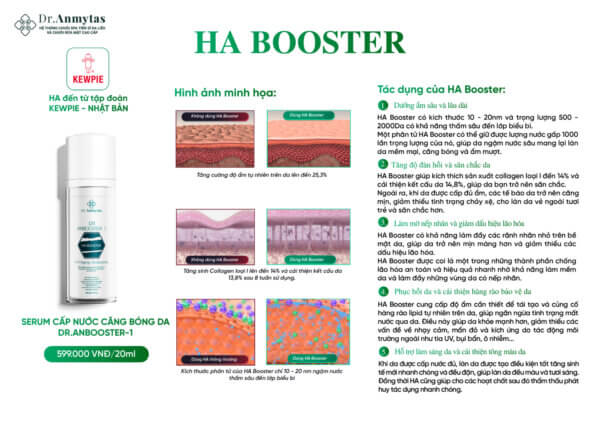 Dr.Anmytas
HỆ THỐNG CHUỖI SPA, TIẾN SĨ DA LIỄU
VÀ CHUỖI RỬA MẶT CAO CẤP
HA BOOSTER
KEWPIE
HA đến từ tập đoàn
KEWPIE - NHẬT BẢN
Dr. Anmytas
SERUM CẤP NƯỚC CĂNG BÓNG DA
DR.ANBOOSTER-1
599.000 VNĐ/20ml
Hình ảnh minh họa:
Không dùng HA Booster
Dùng HA Booster
Tăng cường độ ẩm tự nhiên trên da lên đến 25,3%
Không dùng HA Booster
Dùng HA Booster
Tăng sinh Collagen loại I lên đến 14% và cải thiện kết cấu da
13,8% sau 8 tuần sử dụng.
Dùng HA thông thường
Dùng HA Booster
Kích thước phân tử của HA Booster chỉ 10 - 20 nm ngậm nước
thẩm sâu đến lớp biểu bì
Tác dụng của HA Booster:
1 Dưỡng ẩm sâu và lâu dài
HA Booster có kích thước 10 - 20nm và trọng lượng 500 -
2000Da có khả năng thẩm sâu đến lớp biểu bì.
Một phân tử HA Booster có thể giữ được lượng nước gấp 1000
lần trọng lượng của nó, giúp da ngậm nước sâu mang lại làn
da mềm mại, căng bóng và ẩm mượt.
2 Tăng độ đàn hồi và săn chắc da
HA Booster giúp kích thích sản xuất collagen loại I đến 14% và
cải thiện kết cấu da 14,8%, giúp da bạn trở nên săn chắc.
Ngoài ra, khi da được cấp đủ ẩm, các tế bào da trở nên căng
mịn, giảm thiểu tình trạng chảy xệ, cho làn da vẻ ngoài tươi
trẻ và săn chắc hơn.
3 Làm mờ nếp nhăn và giảm dấu hiệu lão hóa
HA Booster có khả năng làm đầy các rãnh nhăn nhỏ trên bề
mặt da, giúp da trở nên mịn màng hơn và giảm thiểu các
dấu hiệu lão hóa.
HA Booster được coi là một trong những thành phần chống
lão hóa an toàn và hiệu quả nhanh nhờ khả năng làm mềm
da và làm đầy những vùng da có nếp nhăn.
4 Phục hồi da và cải thiện hàng rào bảo vệ da
HA Booster cung cấp độ ẩm cần thiết để tái tạo và củng cố
hàng rào lipid tự nhiên trên da, giúp ngăn ngừa tình trạng mất
nước qua da. Điều này giúp da khỏe mạnh hơn, giảm thiểu các
vấn đề về nhạy cảm, mẩn đỏ và kích ứng do tác động môi
trường ngoài như tia UV, bụi bẩn, ô nhiễm...
5 Hỗ trợ làm sáng da và cải thiện tông màu da
Khi da được cấp nước đủ, làn da được tạo điều kiện tốt tăng sinh
tế mới nhanh chóng và đều đặn, giúp làn da đều màu và tươi sáng.
Đồng thời HA cũng giúp cho các hoạt chất sau đó thẩm thấu phát
huy tác dụng nhanh chóng.